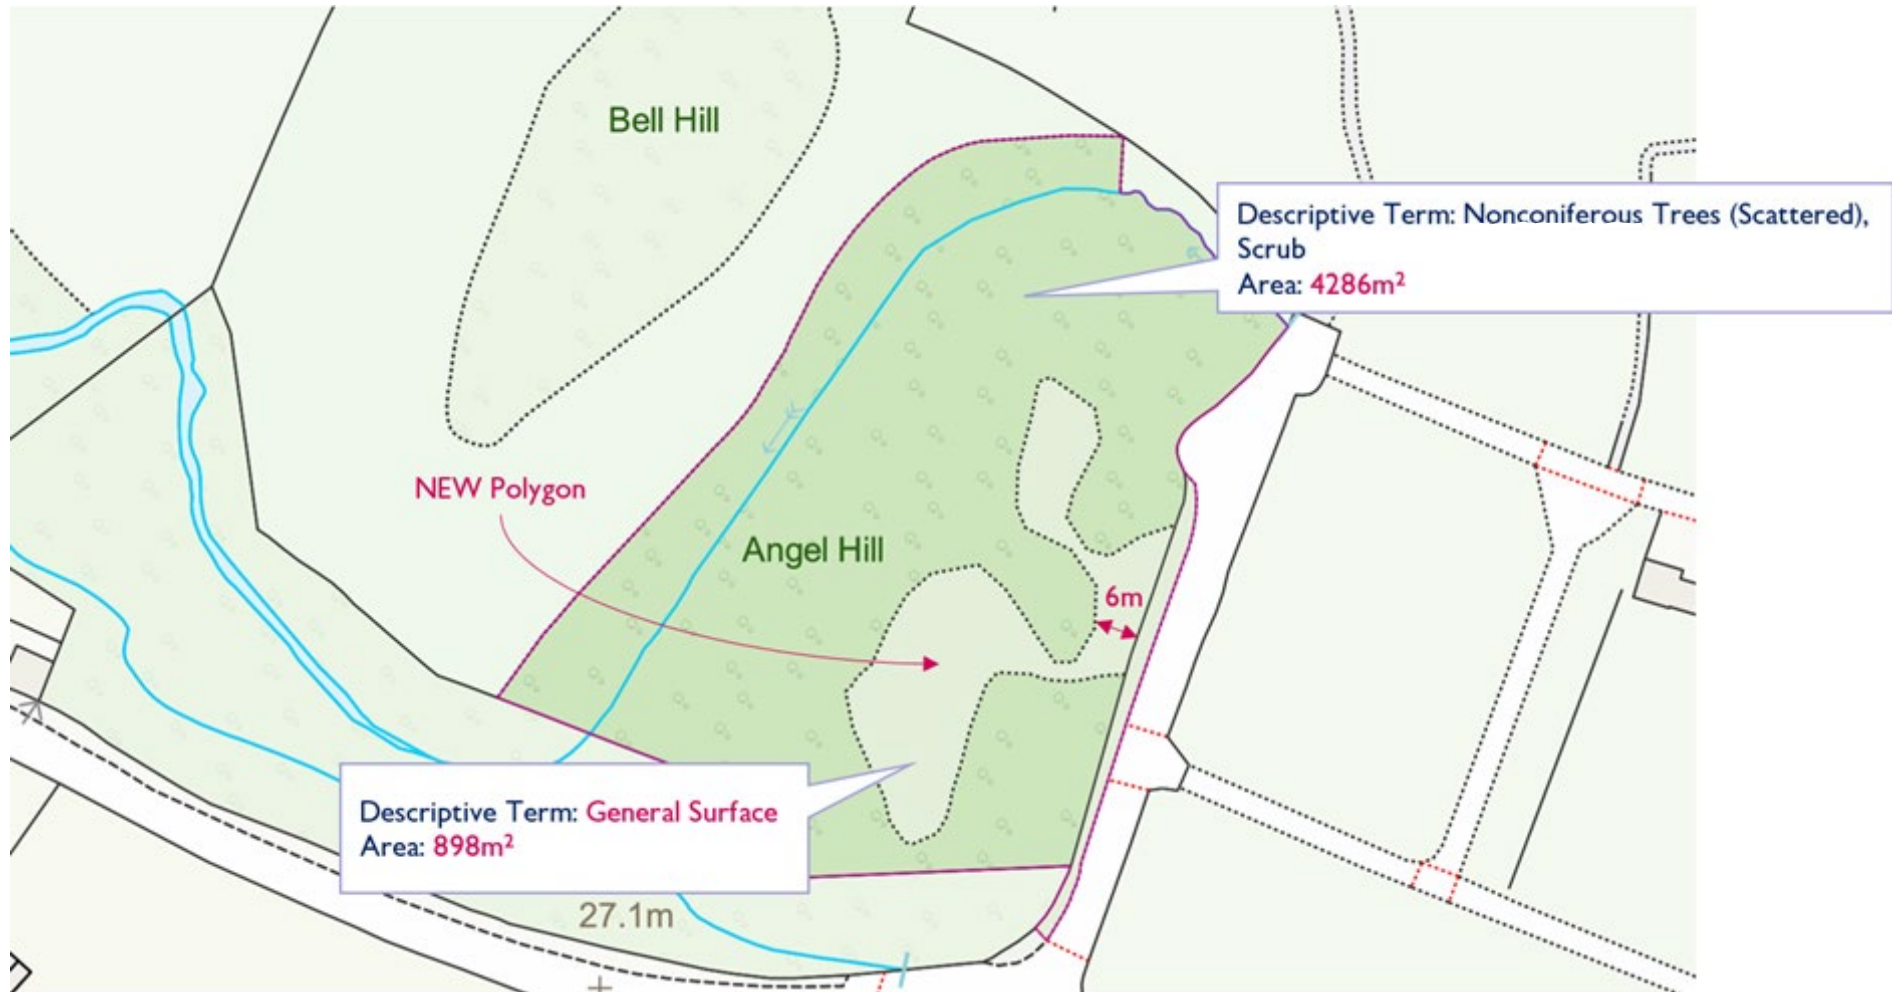 Bell Hill
Descriptive Term: Nonconiferous Trees (Scattered),
Scrub
Area: 4286m²
NEW Polygon
Angel Hill
6m
Descriptive Term: General Surface
Area: 898m²
27.1m